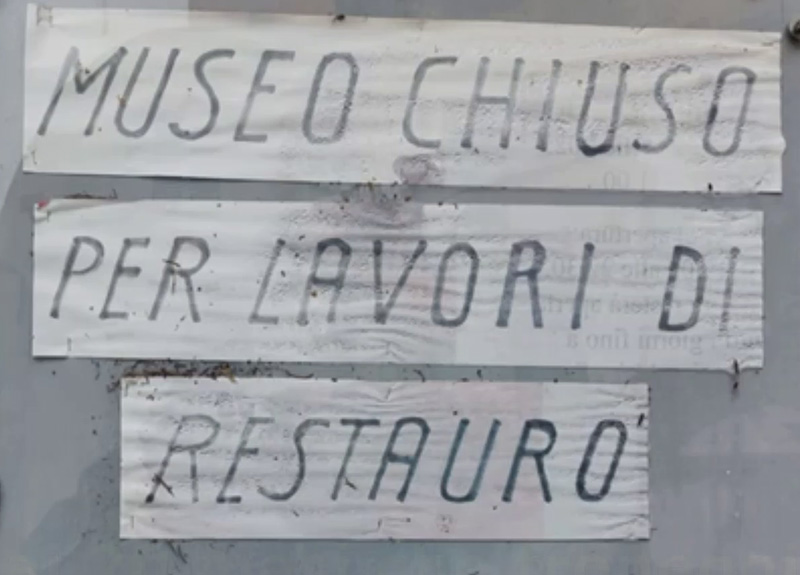 MUSEO CHIUSO
PER LAVORI DI
RESTAURO